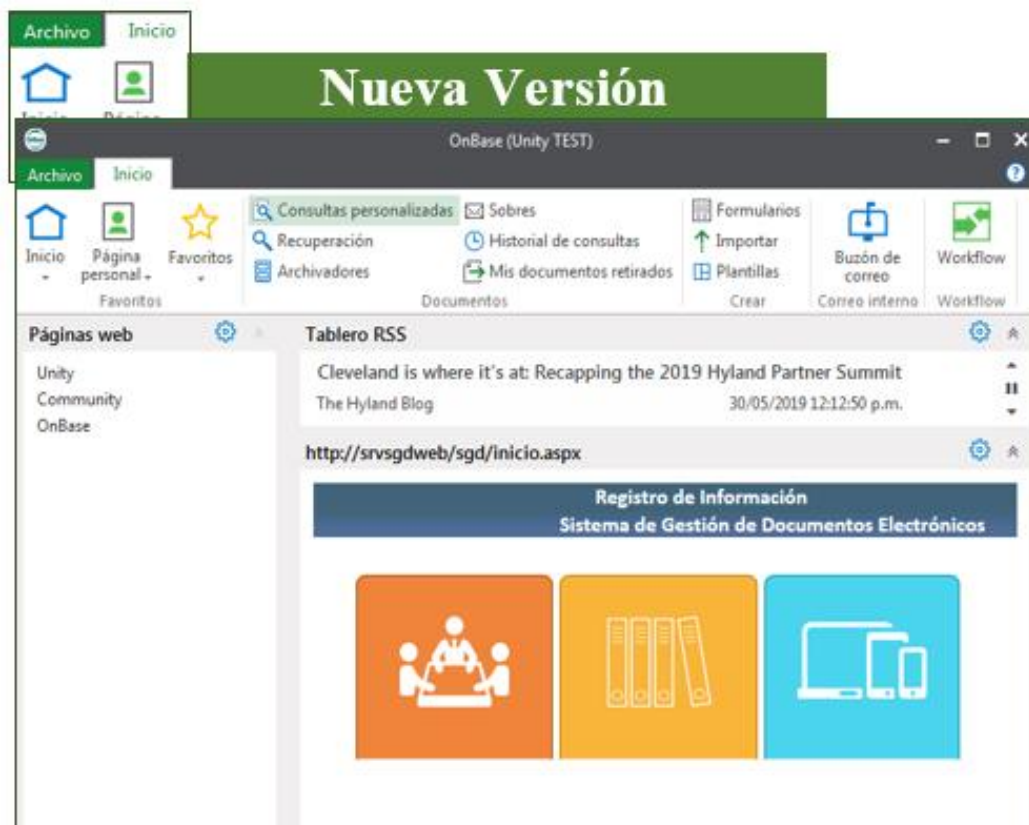 Archivo Inicio
Nueva Versión
Inicio Página
OnBase (Unity TEST)
Archivo Inicio
Consultas personalizadas Sobres Formularios
Recuperación Historial de consultas Importar
Archivadores Mis documentos retirados Plantillas
Inicio Página personal Favoritos Buzón de correo Workflow
Favoritos Documentos Crear Correo interno Workflow
Páginas web
Unity
Community
OnBase
Tablero RSS
Cleveland is where it's at: Recapping the 2019 Hyland Partner Summit
The Hyland Blog 30/05/2019 12:12:50 p.m.
http://srvsgdweb/sgd/inicio.aspx
Registro de Información
Sistema de Gestión de Documentos Electrónicos